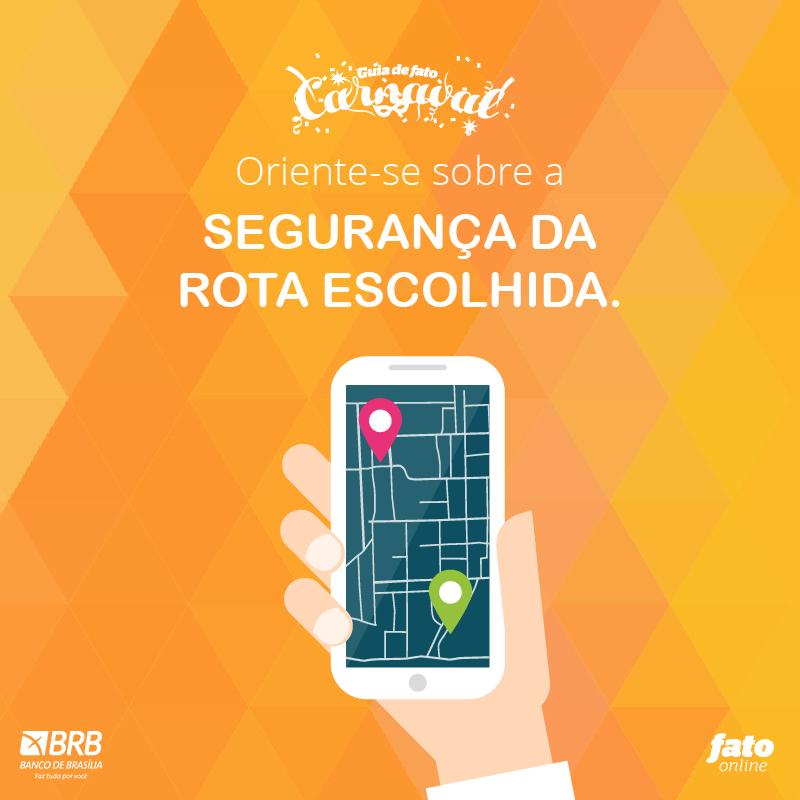 Guia de fato
Carnaval
Oriente-se sobre a
SEGURANÇA DA
ROTA ESCOLHIDA.
BRB
BANCO DE BRASÍLIA
Faz tudo por você
fato
online